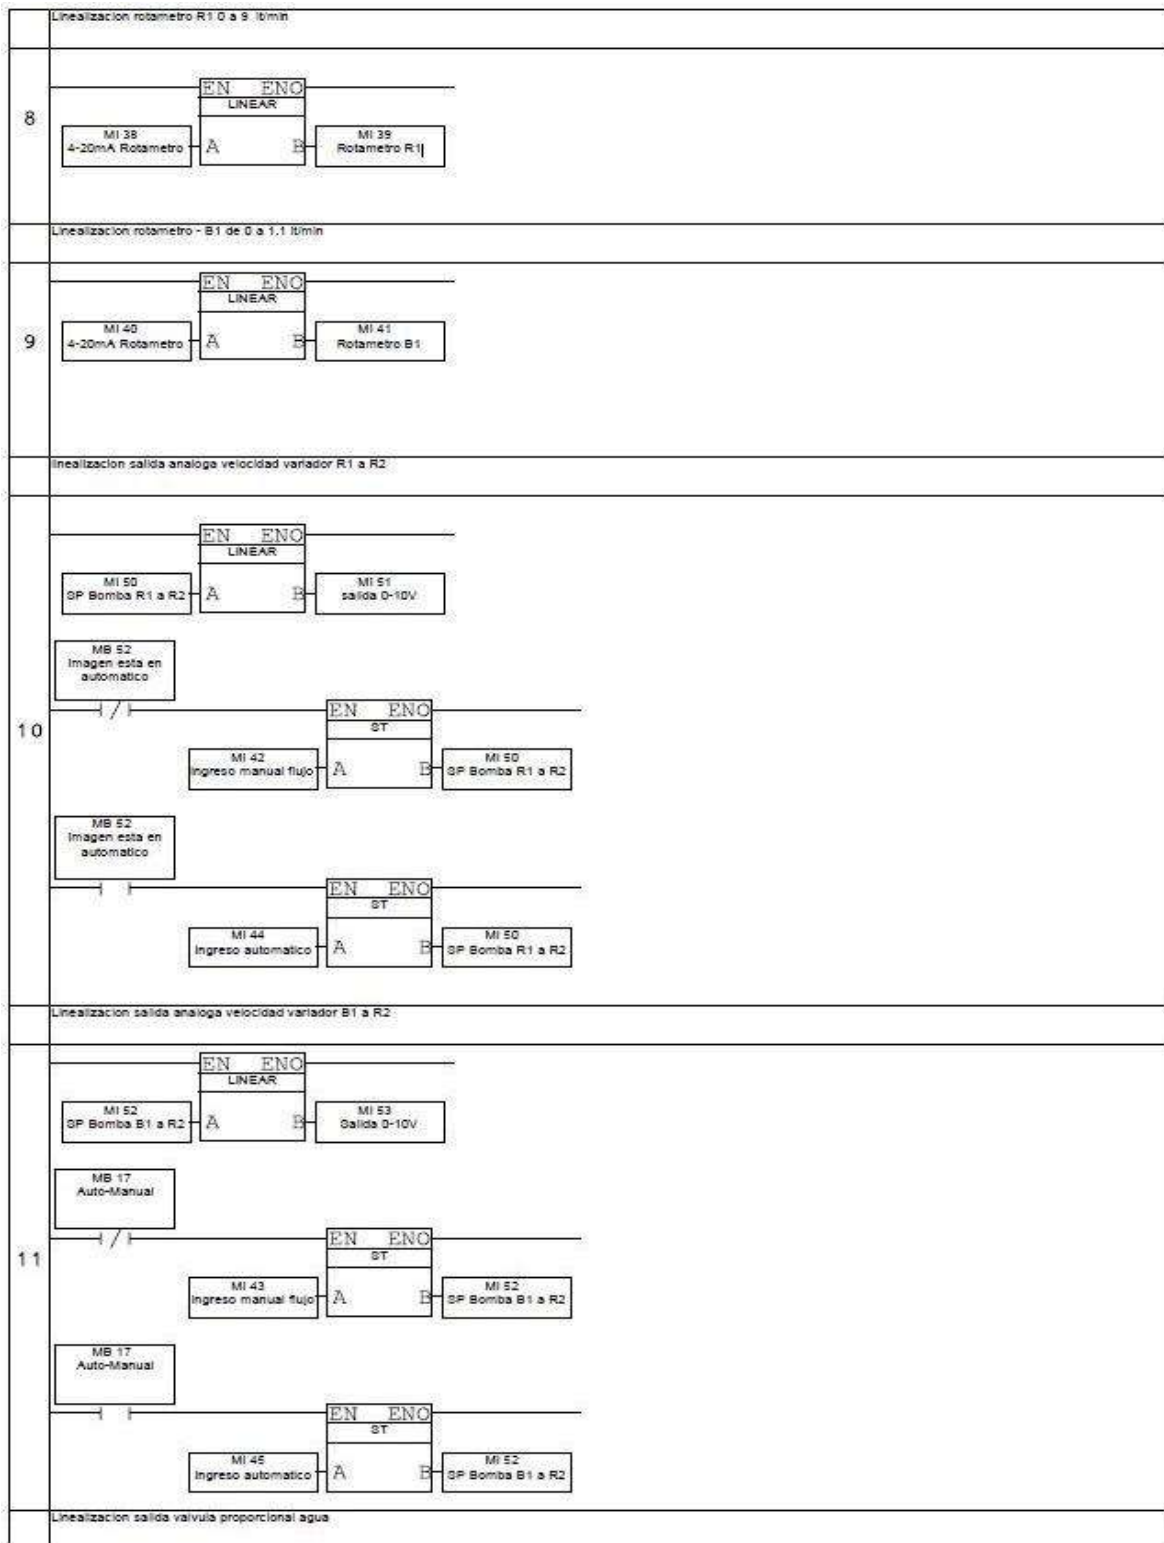 Linealizacion rotametro R1 0 a 9 lt/min
8
EN ENO
LINEAR
MI 38
4-20mA Rotametro
A B
MI 39
Rotametro R1
Linealizacion rotametro - B1 de 0 a 1.1 lt/min
9
EN ENO
LINEAR
MI 40
4-20mA Rotametro
A B
MI 41
Rotametro B1
linealizacion salida analoga velocidad variador R1 a R2
10
EN ENO
LINEAR
MI 50
SP Bomba R1 a R2
A B
MI 51
salida 0-10V
MB 52
Imagen esta en
automatico
EN ENO
ST
MI 42
Ingreso manual flujo
A B
MI 50
SP Bomba R1 a R2
MB 52
Imagen esta en
automatico
EN ENO
ST
MI 44
Ingreso automatico
A B
MI 50
SP Bomba R1 a R2
Linealizacion salida analoga velocidad variador B1 a R2
11
EN ENO
LINEAR
MI 52
SP Bomba B1 a R2
A B
MI 53
Salida 0-10V
MB 17
Auto-Manual
EN ENO
ST
MI 43
Ingreso manual flujo
A B
MI 52
SP Bomba B1 a R2
MB 17
Auto-Manual
EN ENO
ST
MI 45
Ingreso automatico
A B
MI 52
SP Bomba B1 a R2
Linealizacion salida valvula proporcional agua